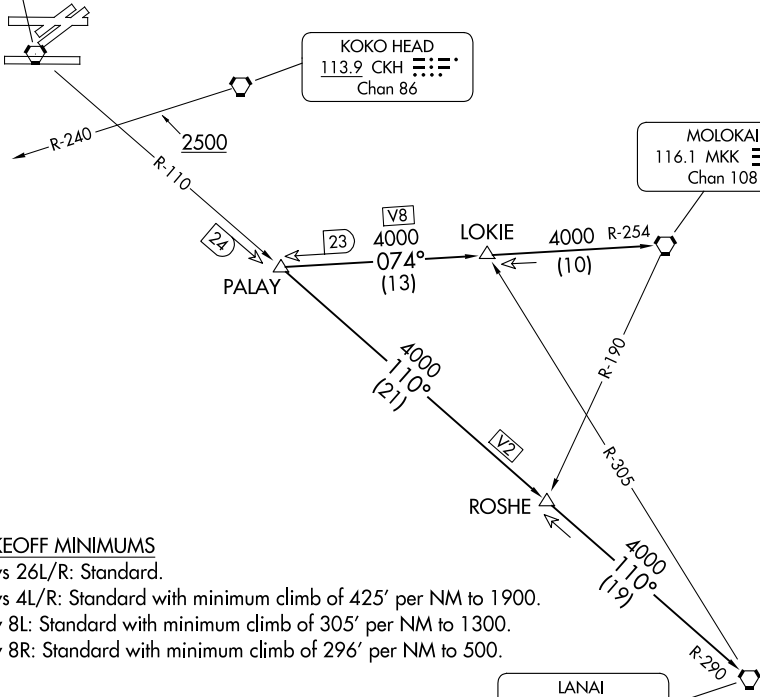 KOKO HEAD
113.9 CKH
Chan 86
R-240
2500
R-110
MOLOKAI
116.1 MKK
Chan 108
V8
24
23
4000
074°
(13)
LOKIE
4000
R-254
(10)
PALAY
R-190
4000
110°
(21)
V2
R-305
ROSHE
KEOFF MINIMUMS
ys 26L/R: Standard.
ys 4L/R: Standard with minimum climb of 425' per NM to 1900.
y 8L: Standard with minimum climb of 305' per NM to 1300.
y 8R: Standard with minimum climb of 296' per NM to 500.
4000
110°
(19)
R-290
LANAI